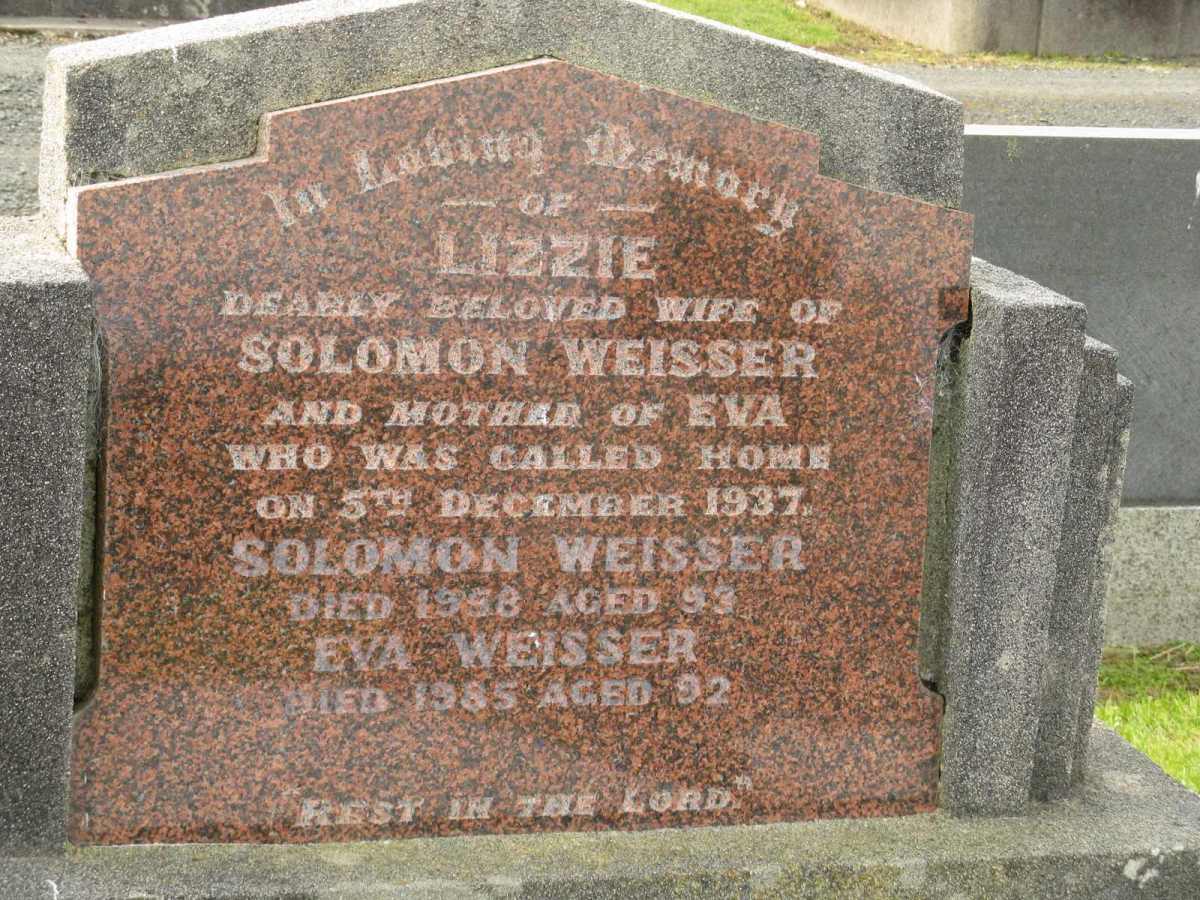 In Loving Memory
— OF —
LIZZIE
DEARLY BELOVED WIFE OF
SOLOMON WEISSER
AND MOTHER OF EVA
WHO WAS CALLED HOME
ON 5TH DECEMBER 1937.
SOLOMON WEISSER
DIED 1958 AGED 93
EVA WEISSER
DIED 1985 AGED 92
"REST IN THE LORD."